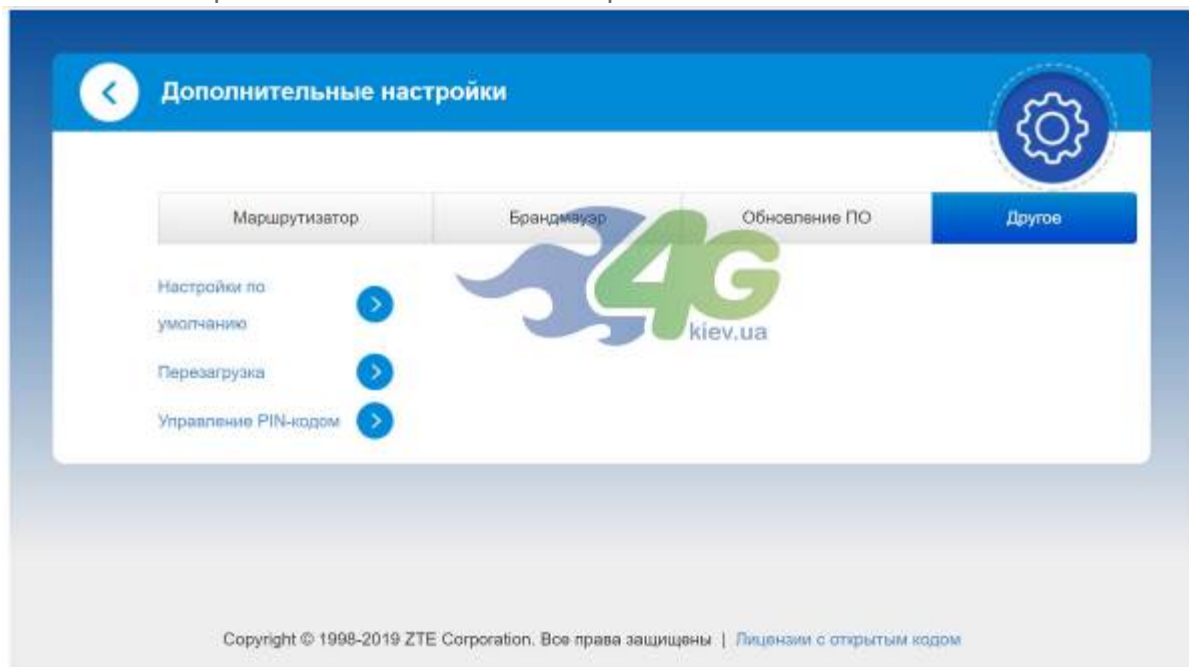 Дополнительные настройки
Маршрутизатор Брандмауэр Обновление ПО Другое
4G
kiev.ua
Настройки по
умолчанию
Перезагрузка
Управление PIN-кодом
Copyright © 1998-2019 ZTE Corporation. Все права защищены | Лицензии с открытым кодом